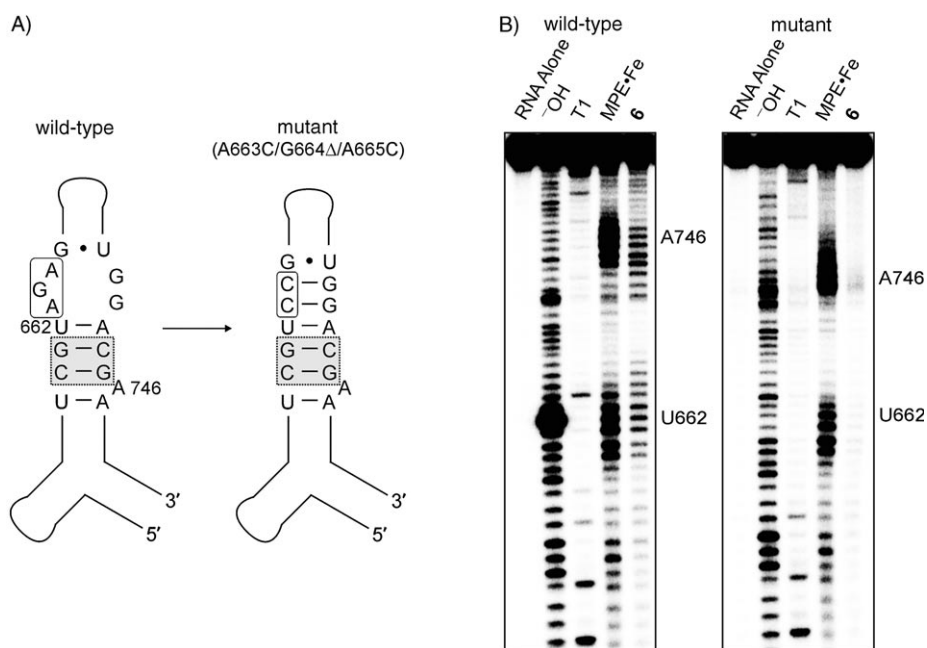 A)
wild-type
mutant
(A663C/G664Δ/A665C)
G • U
A
G
A
G
G
662 U – A
G – C
C – G
A 746
U A
3′
5′
G • U
C – G
C – G
U – A
G – C
C – G
A
U A
3′
5′
B)
wild-type
mutant
RNA Alone
⁻OH
T1
MPE•Fe
6
RNA Alone
⁻OH
T1
MPE•Fe
6
A746
U662
A746
U662